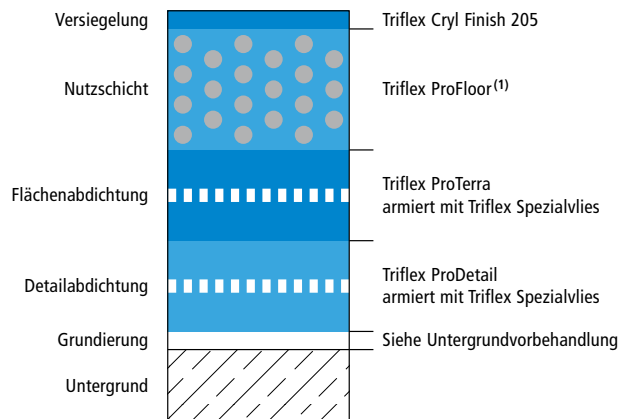 Versiegelung Triflex Cryl Finish 205
Nutzschicht Triflex ProFloor(1)
Flächenabdichtung Triflex ProTerra
armiert mit Triflex Spezialvlies
Detailabdichtung Triflex ProDetail
armiert mit Triflex Spezialvlies
Grundierung Siehe Untergrundvorbehandlung
Untergrund